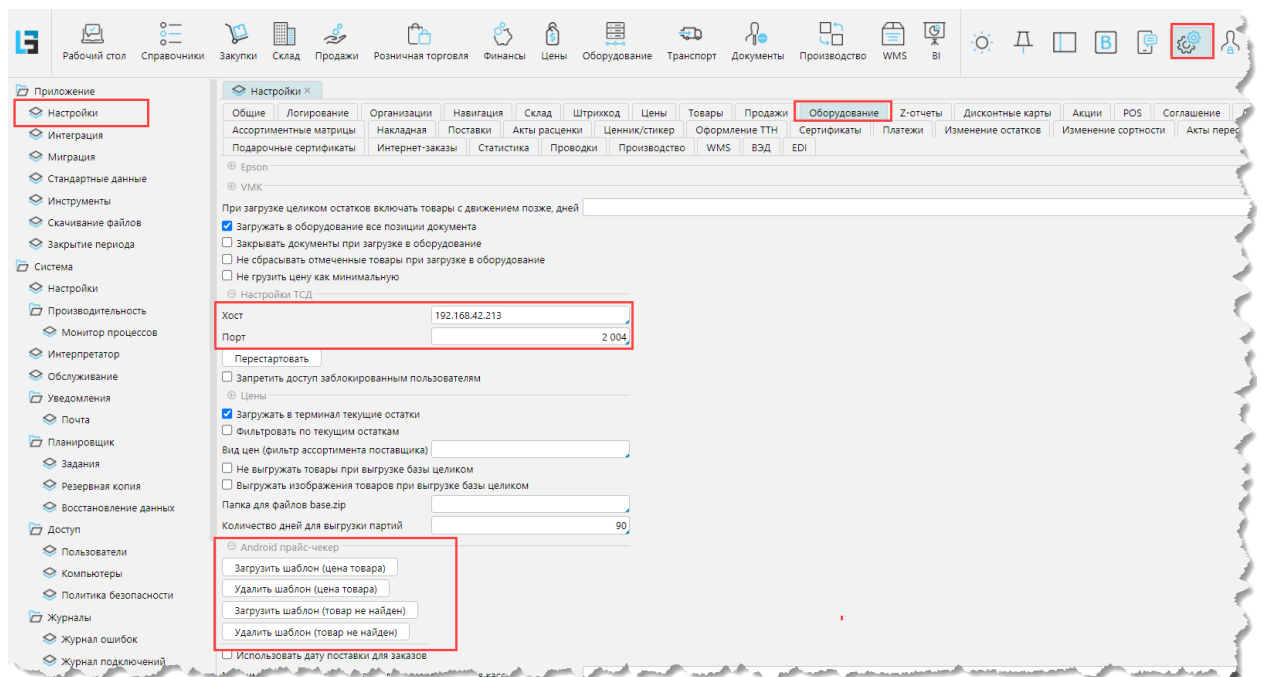 Рабочий стол Справочники Закупки Склад Продажи Розничная торговля Финансы Цены Оборудование Транспорт Документы Производство WMS BI
Приложение
Настройки
Интеграция
Миграция
Стандартные данные
Инструменты
Скачивание файлов
Закрытие периода
Система
Настройки
Производительность
Монитор процессов
Интерпретатор
Обслуживание
Уведомления
Почта
Планировщик
Задания
Резервная копия
Восстановление данных
Доступ
Пользователи
Компьютеры
Политика безопасности
Журналы
Журнал ошибок
Журнал подключений
Настройки ×
Общие Логирование Организации Навигация Склад Штрихкод Цены Товары Продажи Оборудование Z-отчеты Дисконтные карты Акции POS Соглашение
Ассортиментные матрицы Накладная Поставки Акты расценки Ценник/стикер Оформление ТТН Сертификаты Платежи Изменение остатков Изменение сортности Акты перес
Подарочные сертификаты Интернет-заказы Статистика Проводки Производство WMS ВЭД EDI
Epson
VMK
При загрузке целиком остатков включать товары с движением позже, дней
Загружать в оборудование все позиции документа
Закрывать документы при загрузке в оборудование
Не сбрасывать отмеченные товары при загрузке в оборудование
Не грузить цену как минимальную
Настройки ТСД
Хост 192.168.42.213
Порт 2 004
Перестартовать
Запретить доступ заблокированным пользователям
Цены
Загружать в терминал текущие остатки
Фильтровать по текущим остаткам
Вид цен (фильтр ассортимента поставщика)
Не выгружать товары при выгрузке базы целиком
Выгружать изображения товаров при выгрузке базы целиком
Папка для файлов base.zip
Количество дней для выгрузки партий 90
Android прайс-чекер
Загрузить шаблон (цена товара)
Удалить шаблон (цена товара)
Загрузить шаблон (товар не найден)
Удалить шаблон (товар не найден)
Использовать дату поставки для заказов